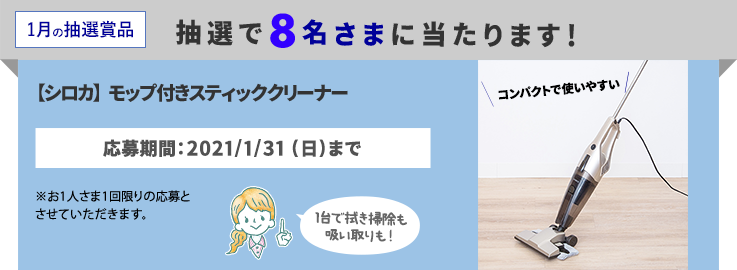 1月の抽選賞品
抽選で8名さまに当たります!
【シロカ】モップ付きスティッククリーナー
応募期間:2021/1/31（日）まで
※お1人さま1回限りの応募と
させていただきます。
1台で拭き掃除も
吸い取りも!
コンパクトで使いやすい